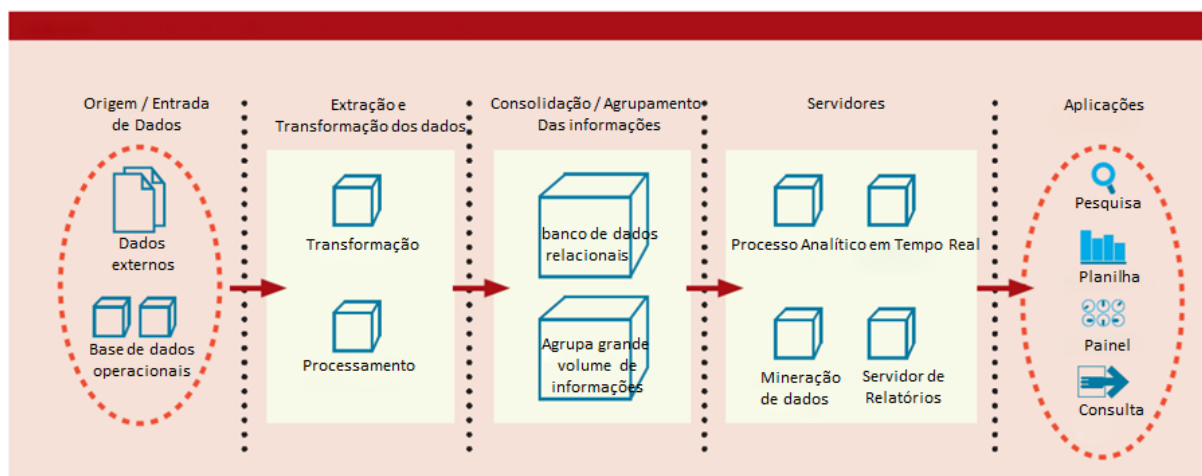 Origem / Entrada
de Dados
Dados
externos
Base de dados
operacionais
Extração e
Transformação dos dados
Transformação
Processamento
Consolidação / Agrupamento
Das informações
banco de dados
relacionais
Agrupa grande
volume de
informações
Servidores
Processo Analítico em Tempo Real
Mineração
de dados
Servidor de
Relatórios
Aplicações
Pesquisa
Planilha
Painel
Consulta